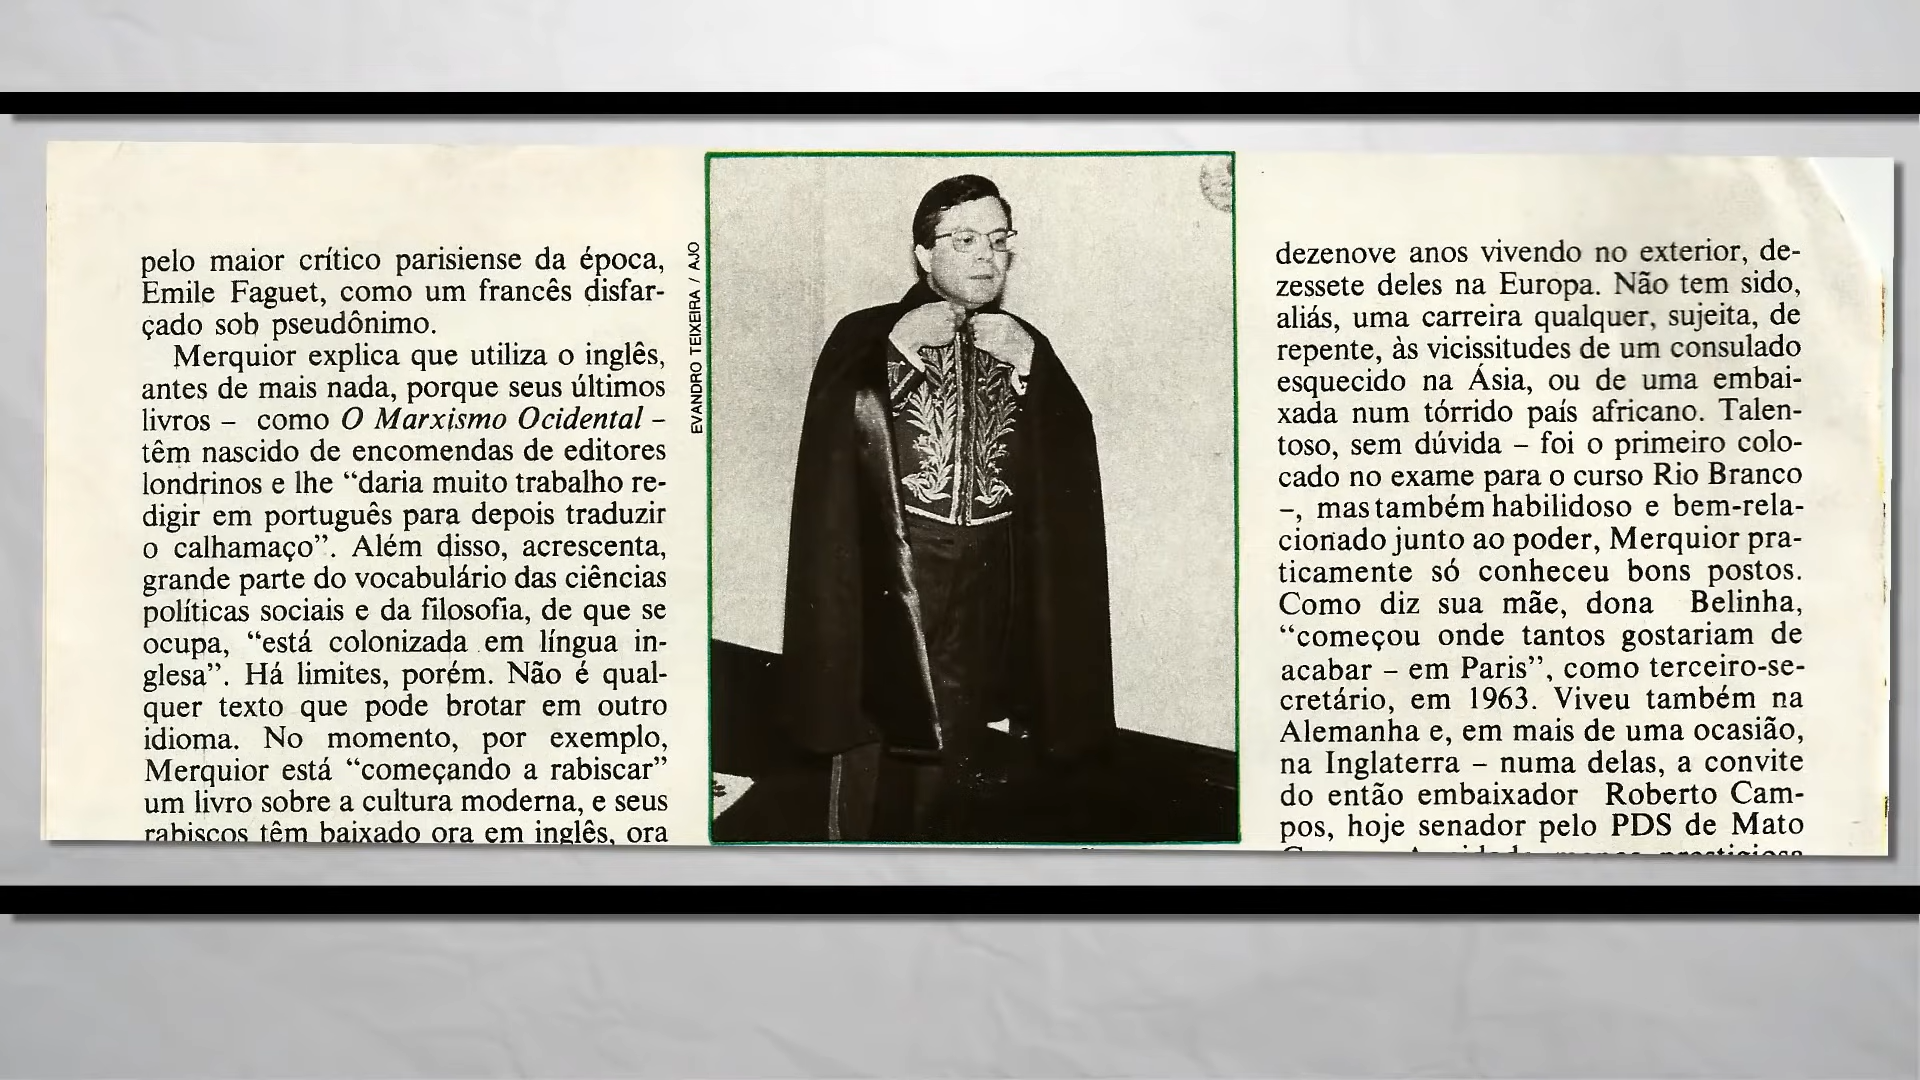 pelo maior crítico parisiense da época,
Emile Faguet, como um francês disfar-
çado sob pseudônimo.
Merquior explica que utiliza o inglês,
antes de mais nada, porque seus últimos
livros – como O Marxismo Ocidental –
têm nascido de encomendas de editores
londrinos e lhe “daria muito trabalho re-
digir em português para depois traduzir
o calhamaço”. Além disso, acrescenta,
grande parte do vocabulário das ciências
políticas sociais e da filosofia, de que se
ocupa, “está colonizada em língua in-
glesa”. Há limites, porém. Não é qual-
quer texto que pode brotar em outro
idioma. No momento, por exemplo,
Merquior está “começando a rabiscar”
um livro sobre a cultura moderna, e seus
rabiscos têm baixado ora em inglês, ora
EVANDRO TEIXEIRA / AJO
dezenove anos vivendo no exterior, de-
zessete deles na Europa. Não tem sido,
aliás, uma carreira qualquer, sujeita, de
repente, às vicissitudes de um consulado
esquecido na Ásia, ou de uma embai-
xada num tórrido país africano. Talen-
toso, sem dúvida – foi o primeiro colo-
cado no exame para o curso Rio Branco
–, mas também habilidoso e bem-rela-
cionado junto ao poder, Merquior pra-
ticamente só conheceu bons postos.
Como diz sua mãe, dona Belinha,
“começou onde tantos gostariam de
acabar – em Paris”, como terceiro-se-
cretário, em 1963. Viveu também na
Alemanha e, em mais de uma ocasião,
na Inglaterra – numa delas, a convite
do então embaixador Roberto Cam-
pos, hoje senador pelo PDS de Mato